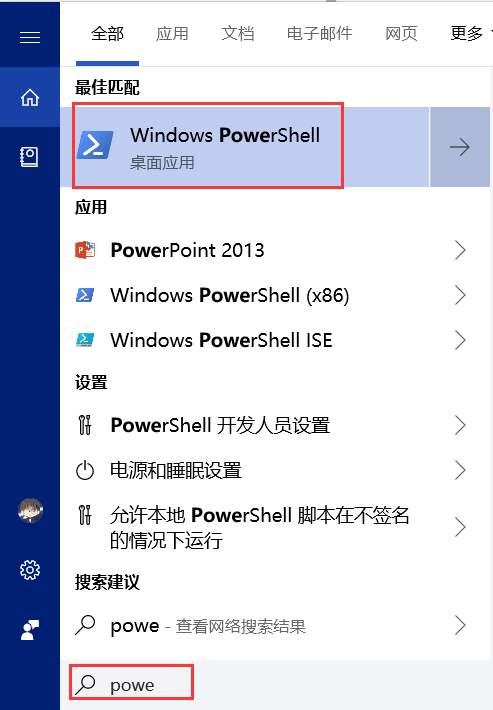 全部 应用 文档 电子邮件 网页 更多
最佳匹配
Windows PowerShell
桌面应用
应用
PowerPoint 2013
Windows PowerShell (x86)
Windows PowerShell ISE
设置
PowerShell 开发人员设置
电源和睡眠设置
允许本地 PowerShell 脚本在不签名
的情况下运行
搜索建议
powe - 查看网络搜索结果
powe